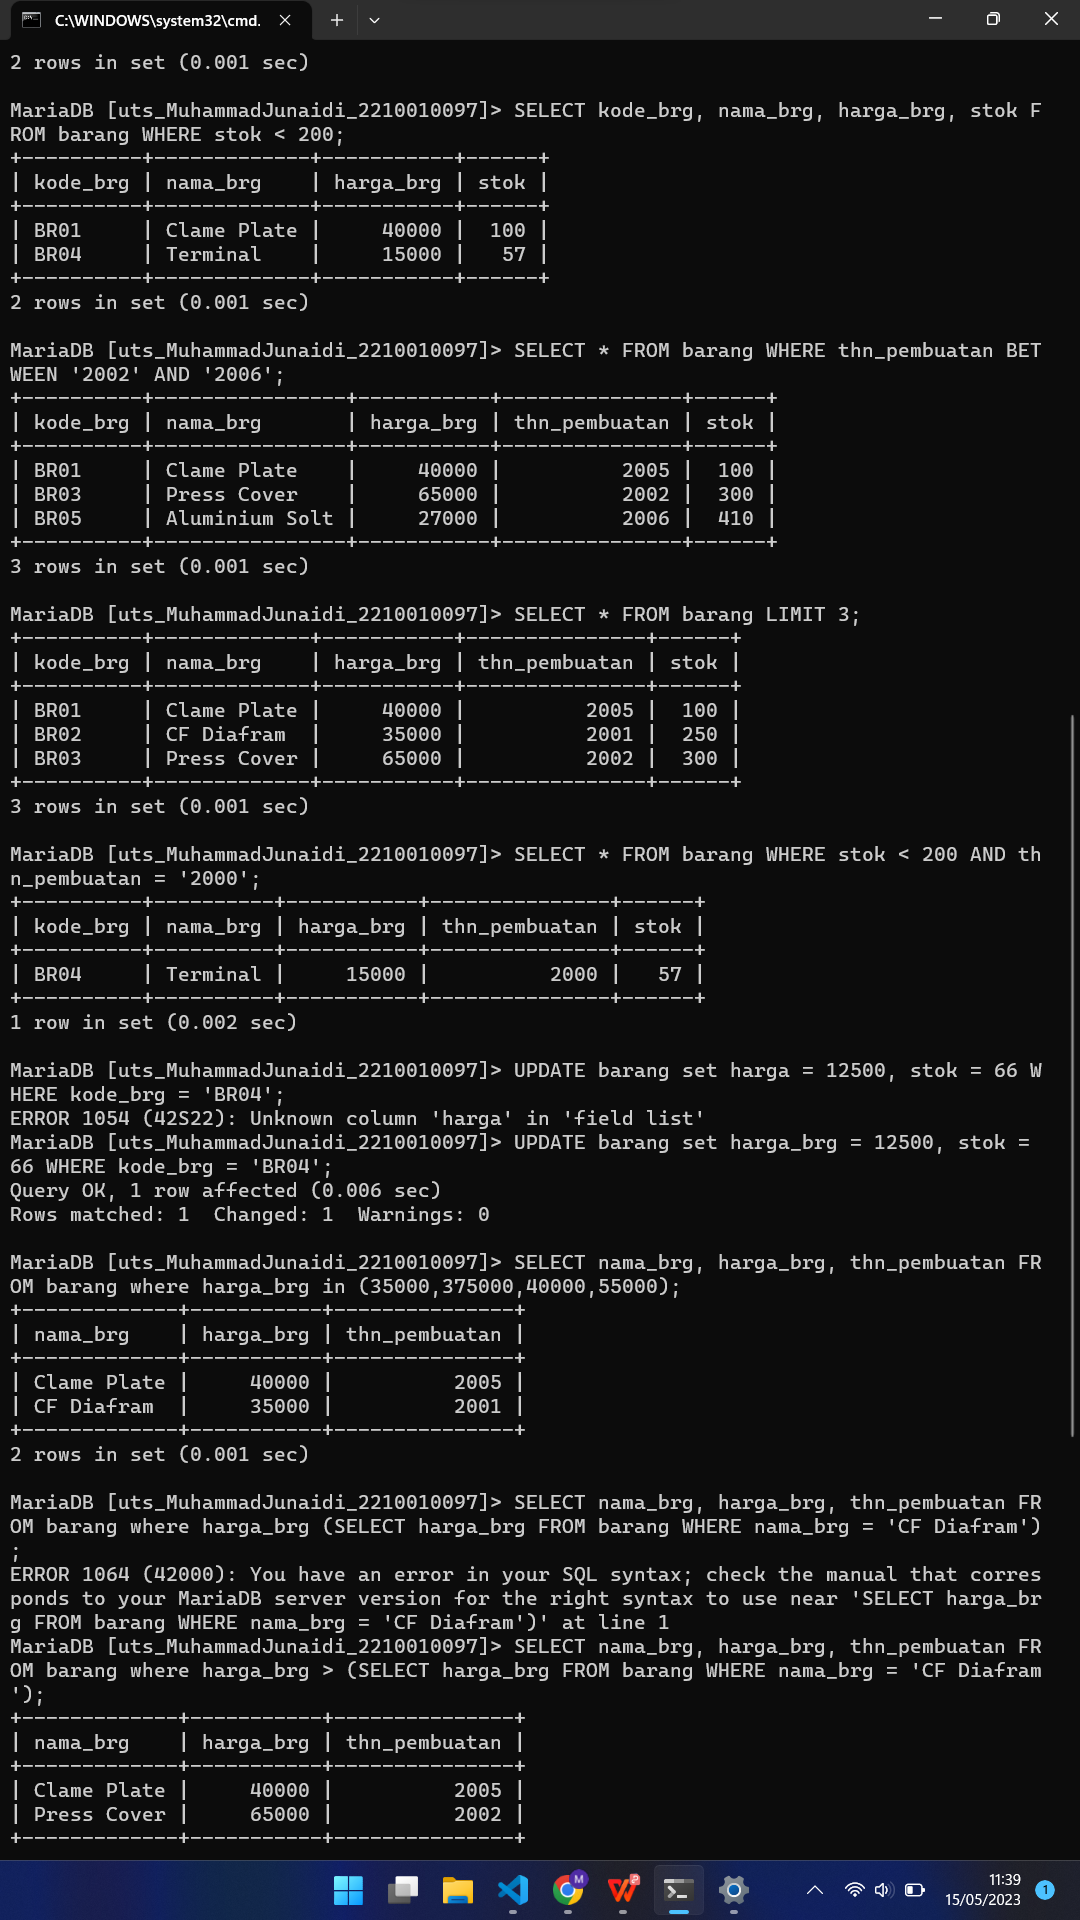 C:\WINDOWS\system32\cmd.
2 rows in set (0.001 sec)
MariaDB [uts_MuhammadJunaidi_2210010097]> SELECT kode_brg, nama_brg, harga_brg, stok F
ROM barang WHERE stok < 200;
+----------+-------------+-----------+------+
| kode_brg | nama_brg    | harga_brg | stok |
+----------+-------------+-----------+------+
| BR01     | Clame Plate |     40000 |  100 |
| BR04     | Terminal    |     15000 |   57 |
+----------+-------------+-----------+------+
2 rows in set (0.001 sec)
MariaDB [uts_MuhammadJunaidi_2210010097]> SELECT * FROM barang WHERE thn_pembuatan BET
WEEN '2002' AND '2006';
+----------+----------------+-----------+---------------+------+
| kode_brg | nama_brg       | harga_brg | thn_pembuatan | stok |
+----------+----------------+-----------+---------------+------+
| BR01     | Clame Plate    |     40000 |          2005 |  100 |
| BR03     | Press Cover    |     65000 |          2002 |  300 |
| BR05     | Aluminium Solt |     27000 |          2006 |  410 |
+----------+----------------+-----------+---------------+------+
3 rows in set (0.001 sec)
MariaDB [uts_MuhammadJunaidi_2210010097]> SELECT * FROM barang LIMIT 3;
+----------+-------------+-----------+---------------+------+
| kode_brg | nama_brg    | harga_brg | thn_pembuatan | stok |
+----------+-------------+-----------+---------------+------+
| BR01     | Clame Plate |     40000 |          2005 |  100 |
| BR02     | CF Diafram  |     35000 |          2001 |  250 |
| BR03     | Press Cover |     65000 |          2002 |  300 |
+----------+-------------+-----------+---------------+------+
3 rows in set (0.001 sec)
MariaDB [uts_MuhammadJunaidi_2210010097]> SELECT * FROM barang WHERE stok < 200 AND th
n_pembuatan = '2000';
+----------+----------+-----------+---------------+------+
| kode_brg | nama_brg | harga_brg | thn_pembuatan | stok |
+----------+----------+-----------+---------------+------+
| BR04     | Terminal |     15000 |          2000 |   57 |
+----------+----------+-----------+---------------+------+
1 row in set (0.002 sec)
MariaDB [uts_MuhammadJunaidi_2210010097]> UPDATE barang set harga = 12500, stok = 66 W
HERE kode_brg = 'BR04';
ERROR 1054 (42S22): Unknown column 'harga' in 'field list'
MariaDB [uts_MuhammadJunaidi_2210010097]> UPDATE barang set harga_brg = 12500, stok =
66 WHERE kode_brg = 'BR04';
Query OK, 1 row affected (0.006 sec)
Rows matched: 1  Changed: 1  Warnings: 0
MariaDB [uts_MuhammadJunaidi_2210010097]> SELECT nama_brg, harga_brg, thn_pembuatan FR
OM barang where harga_brg in (35000,375000,40000,55000);
+-------------+-----------+---------------+
| nama_brg    | harga_brg | thn_pembuatan |
+-------------+-----------+---------------+
| Clame Plate |     40000 |          2005 |
| CF Diafram  |     35000 |          2001 |
+-------------+-----------+---------------+
2 rows in set (0.001 sec)
MariaDB [uts_MuhammadJunaidi_2210010097]> SELECT nama_brg, harga_brg, thn_pembuatan FR
OM barang where harga_brg (SELECT harga_brg FROM barang WHERE nama_brg = 'CF Diafram')
;
ERROR 1064 (42000): You have an error in your SQL syntax; check the manual that corres
ponds to your MariaDB server version for the right syntax to use near 'SELECT harga_br
g FROM barang WHERE nama_brg = 'CF Diafram')' at line 1
MariaDB [uts_MuhammadJunaidi_2210010097]> SELECT nama_brg, harga_brg, thn_pembuatan FR
OM barang where harga_brg > (SELECT harga_brg FROM barang WHERE nama_brg = 'CF Diafram
');
+-------------+-----------+---------------+
| nama_brg    | harga_brg | thn_pembuatan |
+-------------+-----------+---------------+
| Clame Plate |     40000 |          2005 |
| Press Cover |     65000 |          2002 |
+-------------+-----------+---------------+
M
11:39
15/05/2023
1